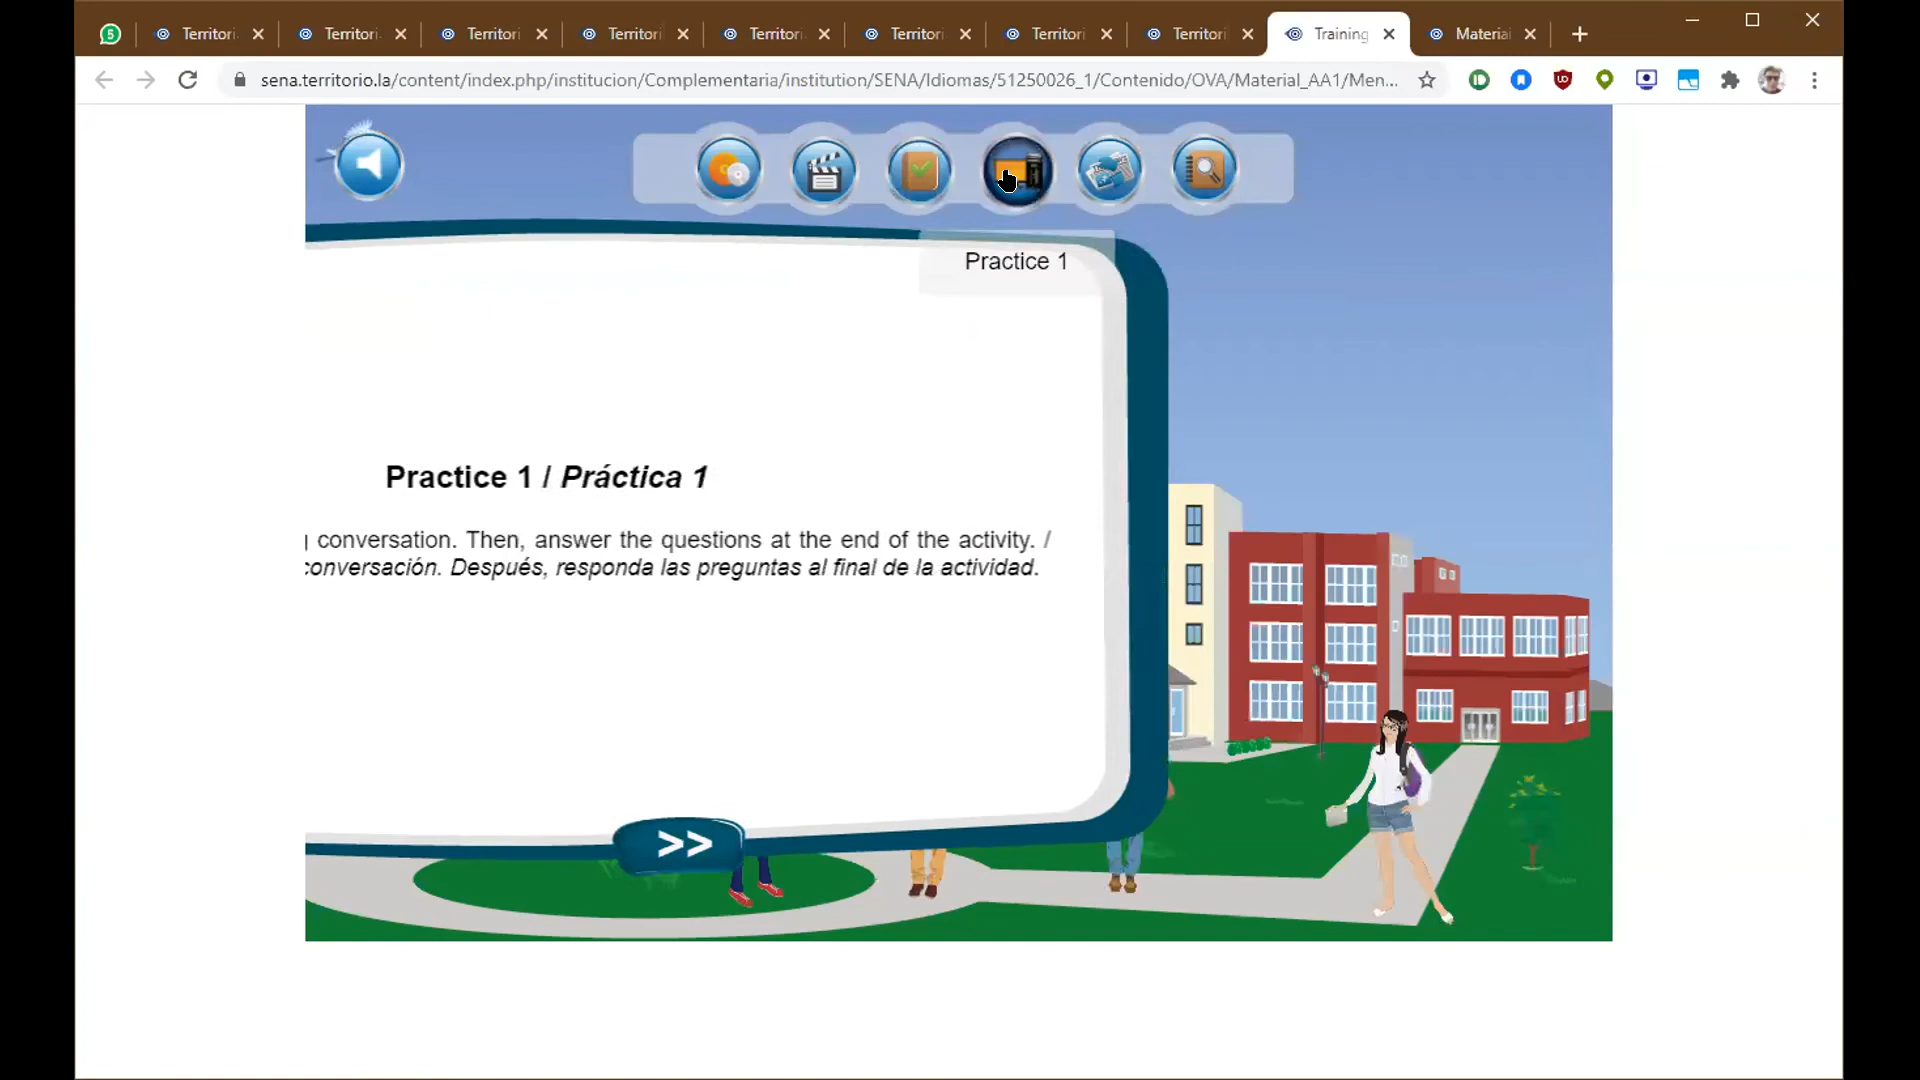 5
Territori
Territori
Territori
Territori
Territori
Territori
Territori
Territori
Training
Material
sena.territorio.la/content/index.php/institucion/Complementaria/institution/SENA/Idiomas/51250026_1/Contenido/OVA/Material_AA1/Men...
Practice 1
Practice 1 / Práctica 1
conversation. Then, answer the questions at the end of the activity. /
conversación. Después, responda las preguntas al final de la actividad.
>>